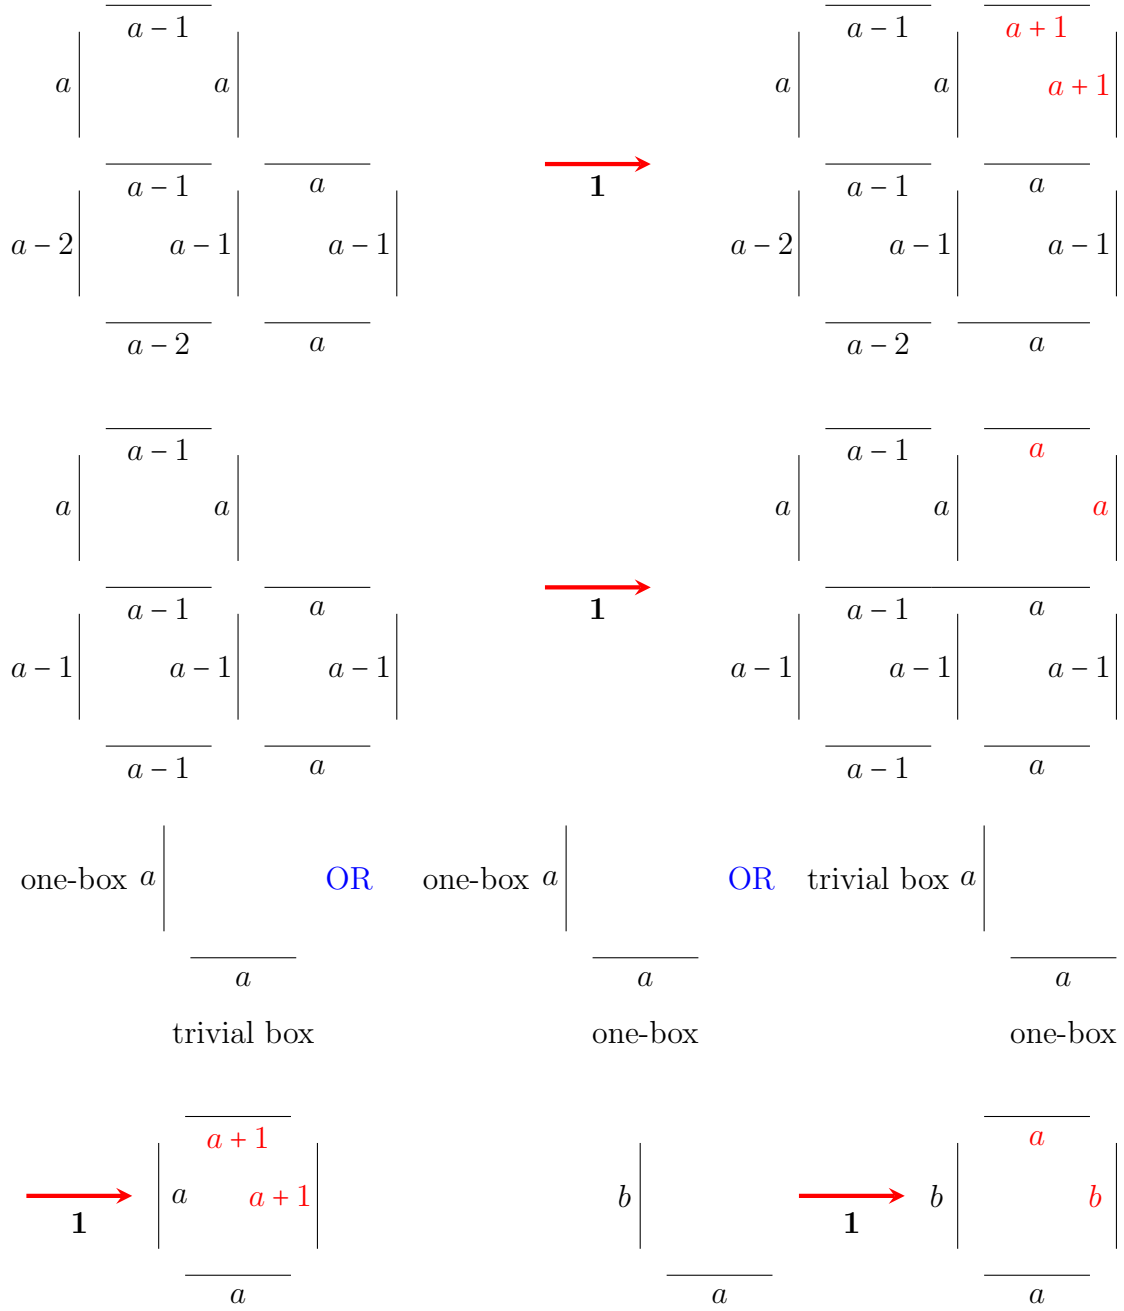 a − 1 a − 1 a + 1
a a a a a + 1
a − 1 a a − 1 a
1
a − 2 a − 1 a − 1 a − 2 a − 1 a − 1
a − 2 a a − 2 a
a − 1 a − 1 a
a a a a a
a − 1 a a − 1 a
1
a − 1 a − 1 a − 1 a − 1 a − 1 a − 1
a − 1 a a − 1 a
one-box a OR one-box a OR trivial box a
a a a
trivial box one-box one-box
a + 1 a
a a + 1 b b b
1 1
a a a